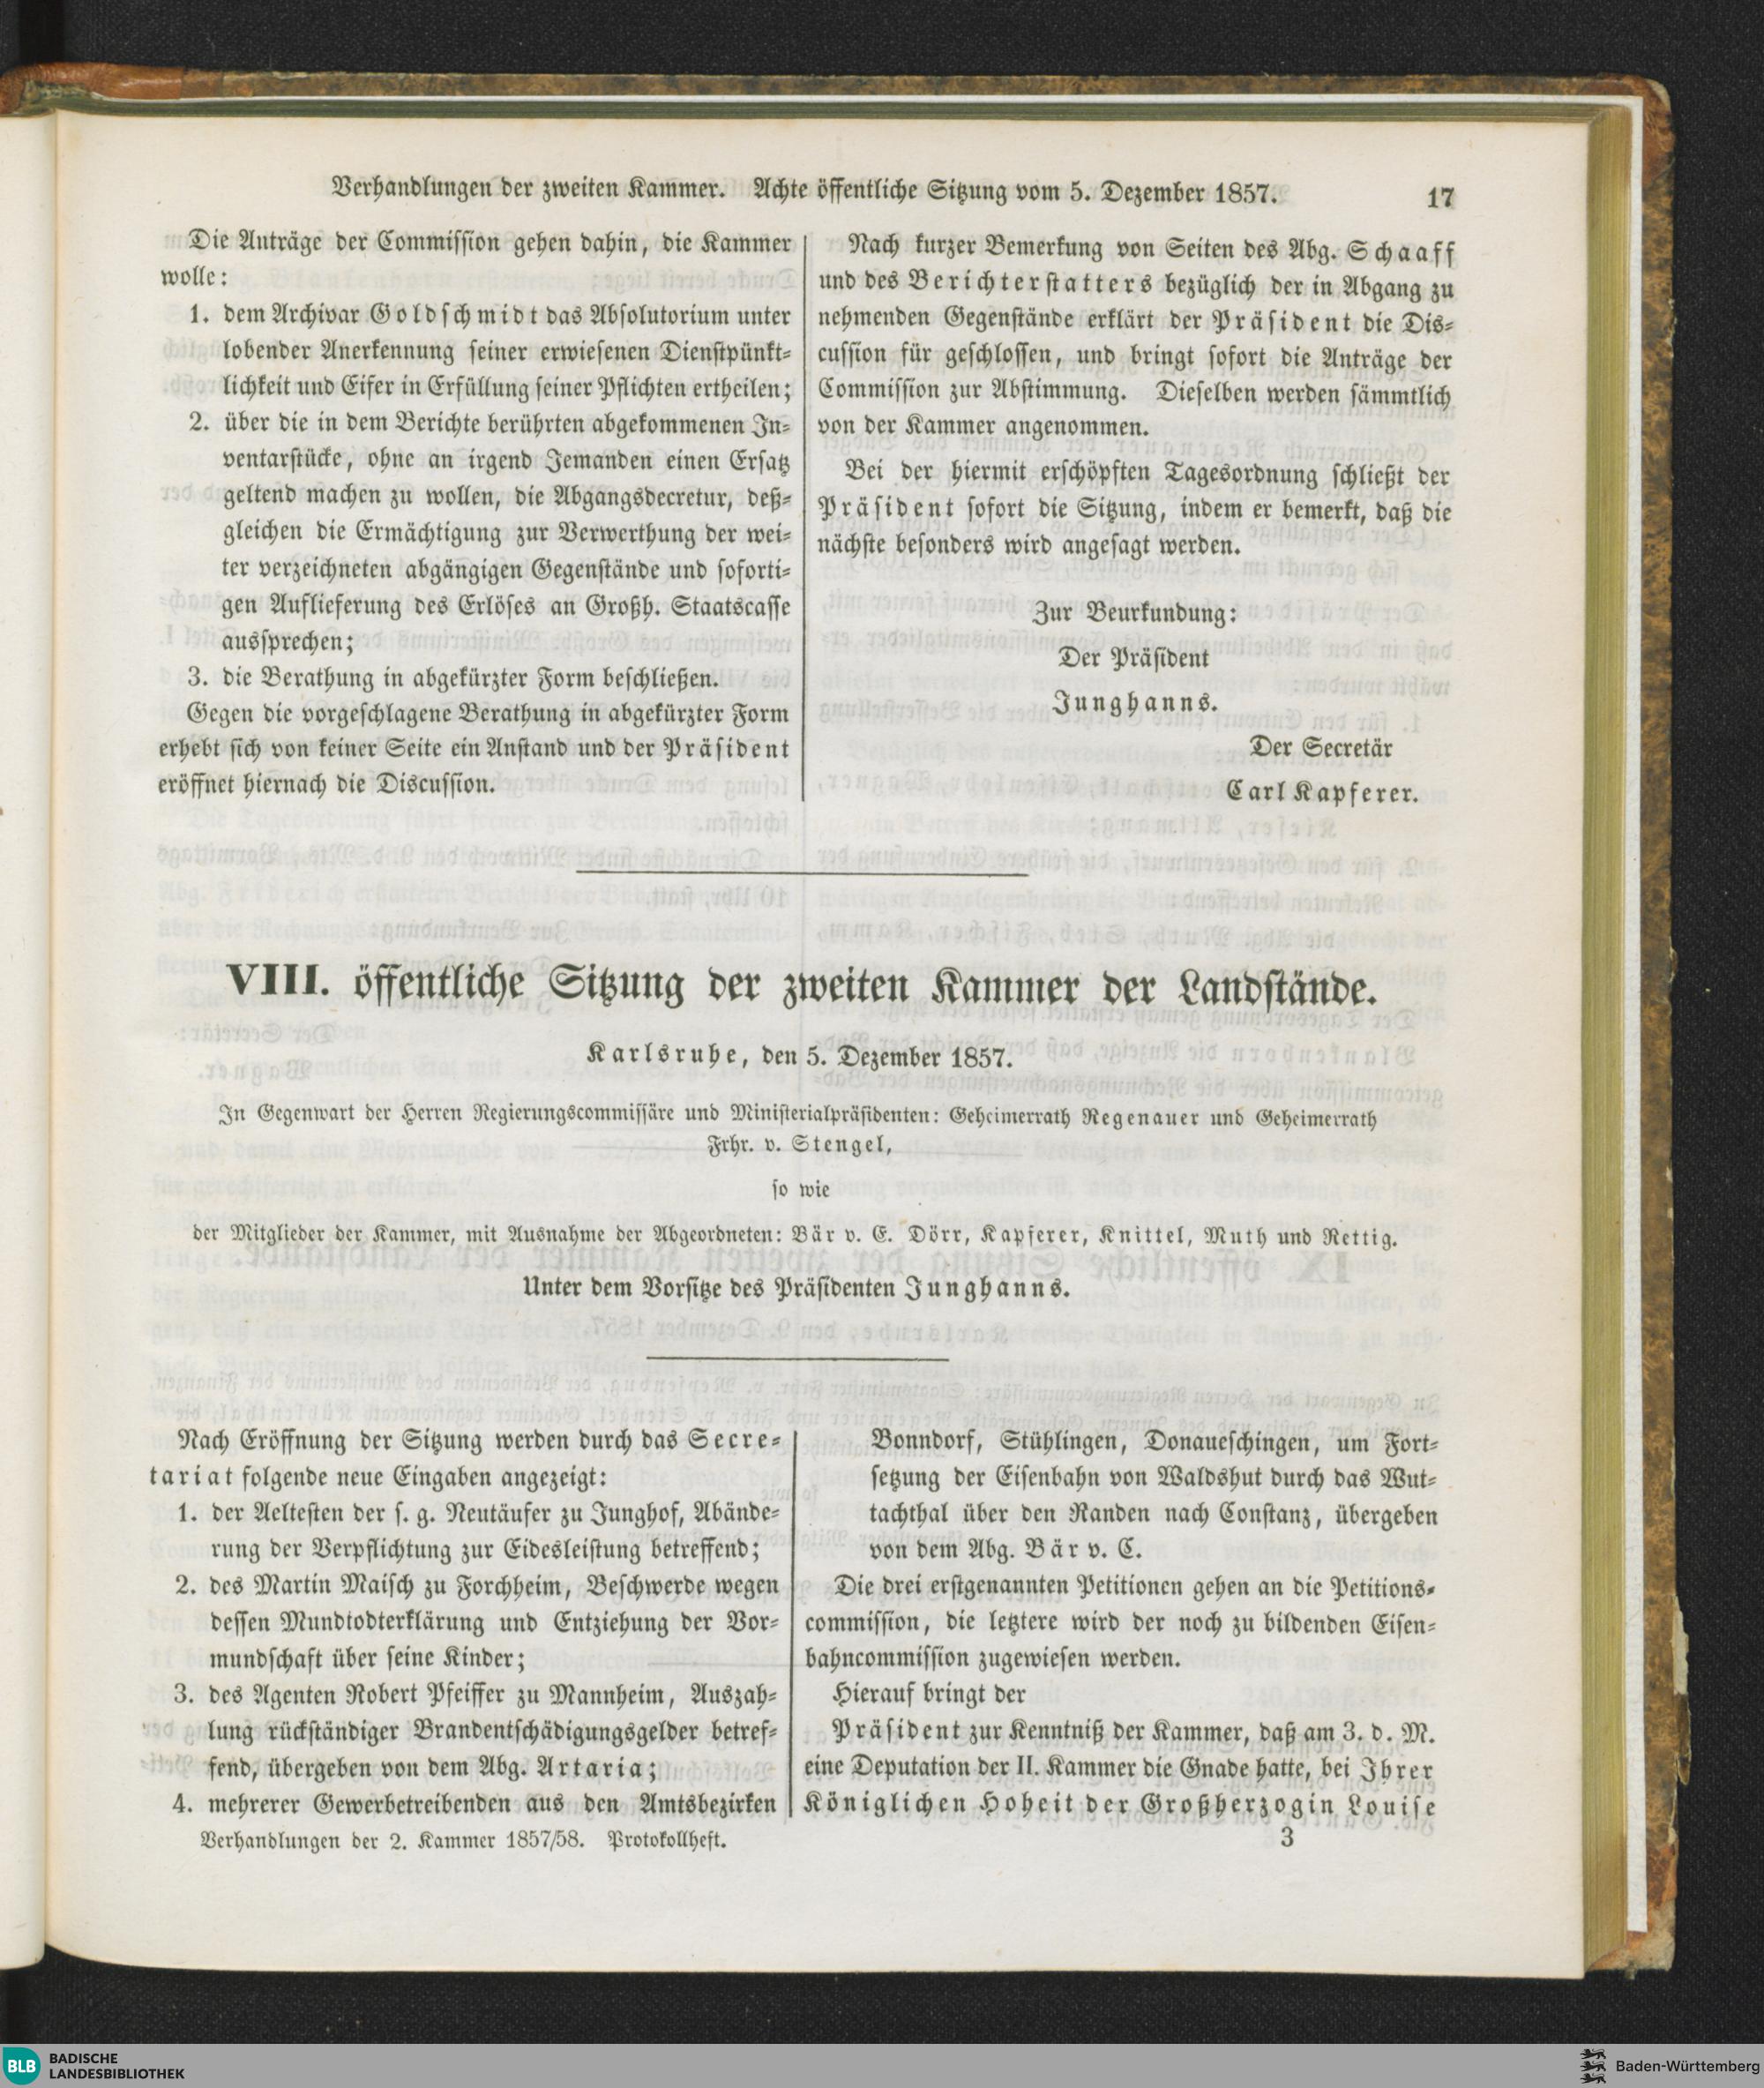 Verhandlungen der zweiten Kammer. Achte öffentliche Sitzung vom 5. Dezember 1857. 17
Die Anträge der Commission gehen dahin, die Kammer
wolle:
1. dem Archivar Goldschmidt das Absolutorium unter
lobender Anerkennung seiner erwiesenen Dienstpünkt-
lichkeit und Eifer in Erfüllung seiner Pflichten ertheilen;
2. über die in dem Berichte berührten abgekommenen In-
ventarstücke, ohne an irgend Jemanden einen Ersatz
geltend machen zu wollen, die Abgangsdecretur, deß-
gleichen die Ermächtigung zur Verwerthung der wei-
ter verzeichneten abgängigen Gegenstände und soforti-
gen Auflieferung des Erlöses an Großh. Staatscasse
aussprechen;
3. die Berathung in abgekürzter Form beschließen.
Gegen die vorgeschlagene Berathung in abgekürzter Form
erhebt sich von keiner Seite ein Anstand und der Präsident
eröffnet hiernach die Discussion.
Nach kurzer Bemerkung von Seiten des Abg. Schaaff
und des Berichterstatters bezüglich der in Abgang zu
nehmenden Gegenstände erklärt der Präsident die Dis-
cussion für geschlossen, und bringt sofort die Anträge der
Commission zur Abstimmung. Dieselben werden sämmtlich
von der Kammer angenommen.
Bei der hiermit erschöpften Tagesordnung schließt der
Präsident sofort die Sitzung, indem er bemerkt, daß die
nächste besonders wird angesagt werden.
Zur Beurkundung:
Der Präsident
Junghanns.
Der Secretär
Carl Kapferer.
VIII. öffentliche Sitzung der zweiten Kammer der Landstände.
Karlsruhe, den 5. Dezember 1857.
In Gegenwart der Herren Regierungscommissäre und Ministerialpräsidenten: Geheimerrath Regenauer und Geheimerrath
Frhr. v. Stengel,
so wie
der Mitglieder der Kammer, mit Ausnahme der Abgeordneten: Bär v. E. Dörr, Kapferer, Knittel, Muth und Rettig.
Unter dem Vorsitze des Präsidenten Junghanns.
Nach Eröffnung der Sitzung werden durch das Secre-
tariat folgende neue Eingaben angezeigt:
1. der Aeltesten der s. g. Neutäufer zu Junghof, Abände-
rung der Verpflichtung zur Eidesleistung betreffend;
2. des Martin Maisch zu Forchheim, Beschwerde wegen
dessen Mundtodterklärung und Entziehung der Vor-
mundschaft über seine Kinder;
3. des Agenten Robert Pfeiffer zu Mannheim, Auszah-
lung rückständiger Brandentschädigungsgelder betref-
fend, übergeben von dem Abg. Artaria;
4. mehrerer Gewerbetreibenden aus den Amtsbezirken
Bonndorf, Stühlingen, Donaueschingen, um Fort-
setzung der Eisenbahn von Waldshut durch das Wut-
tachthal über den Randen nach Constanz, übergeben
von dem Abg. Bär v. C.
Die drei erstgenannten Petitionen gehen an die Petitions-
commission, die letztere wird der noch zu bildenden Eisen-
bahncommission zugewiesen werden.
Hierauf bringt der
Präsident zur Kenntniß der Kammer, daß am 3. d. M.
eine Deputation der II. Kammer die Gnade hatte, bei Ihrer
Königlichen Hoheit der Großherzogin Louise
Verhandlungen der 2. Kammer 1857/58. Protokollheft. 3
BLB BADISCHE
LANDESBIBLIOTHEK
Baden-Württemberg